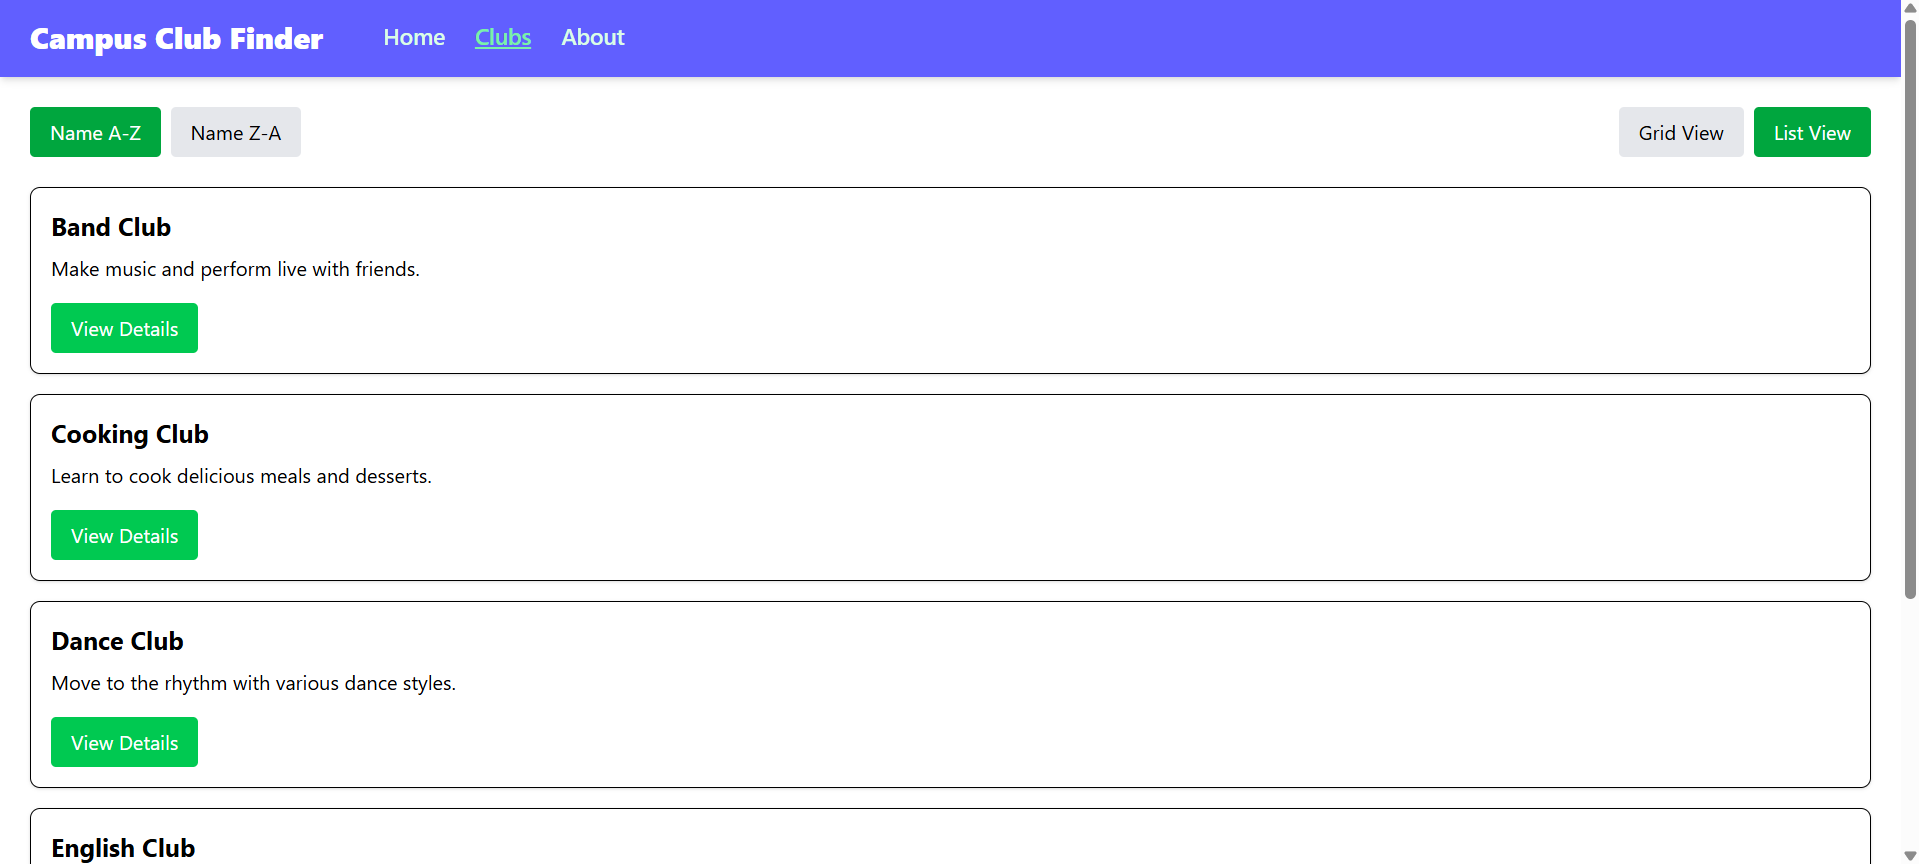 Campus Club Finder Home Clubs About
Name A-Z Name Z-A Grid View List View
Band Club
Make music and perform live with friends.
View Details
Cooking Club
Learn to cook delicious meals and desserts.
View Details
Dance Club
Move to the rhythm with various dance styles.
View Details
English Club